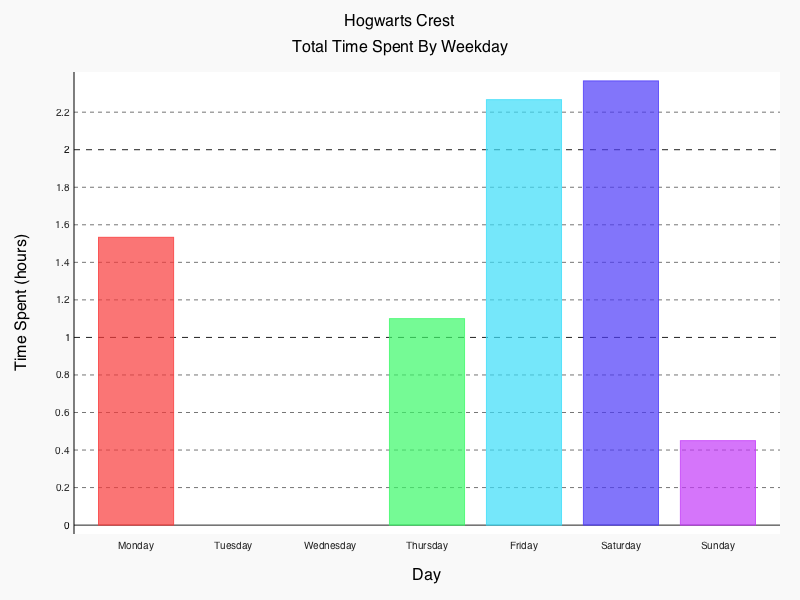 Hogwarts Crest
Total Time Spent By Weekday
Time Spent (hours)
2.2
2
1.8
1.6
1.4
1.2
1
0.8
0.6
0.4
0.2
0
Monday Tuesday Wednesday Thursday Friday Saturday Sunday
Day